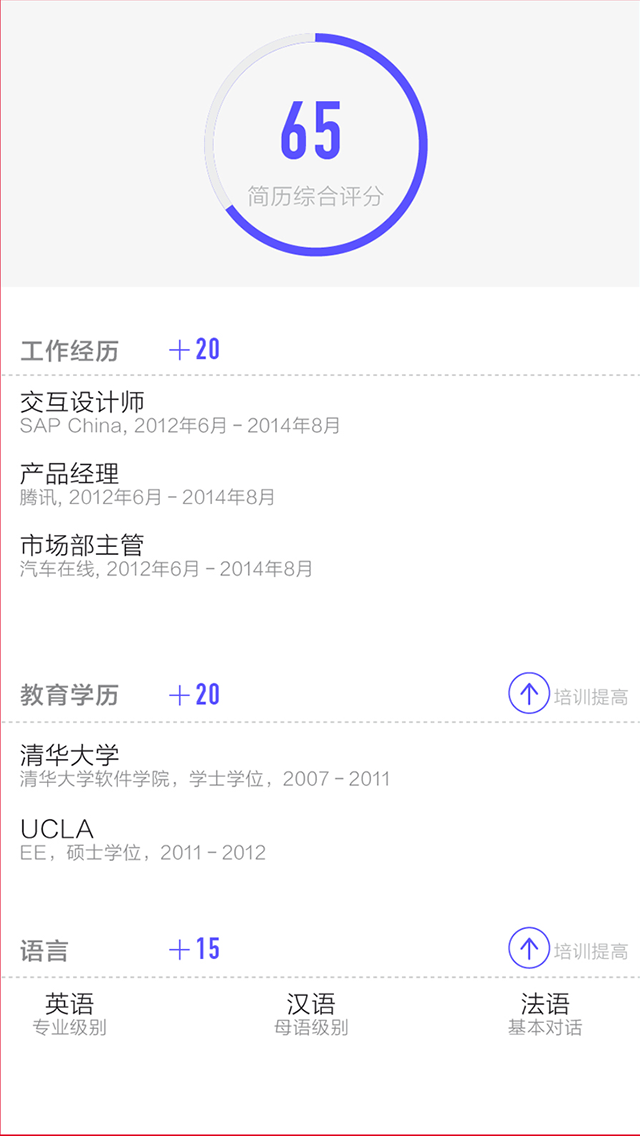 65
简历综合评分
工作经历 +20
交互设计师
SAP China, 2012年6月-2014年8月
产品经理
腾讯, 2012年6月-2014年8月
市场部主管
汽车在线, 2012年6月-2014年8月
教育学历 +20 培训提高
清华大学
清华大学软件学院，学士学位，2007-2011
UCLA
EE，硕士学位，2011-2012
语言 +15 培训提高
英语 汉语 法语
专业级别 母语级别 基本对话